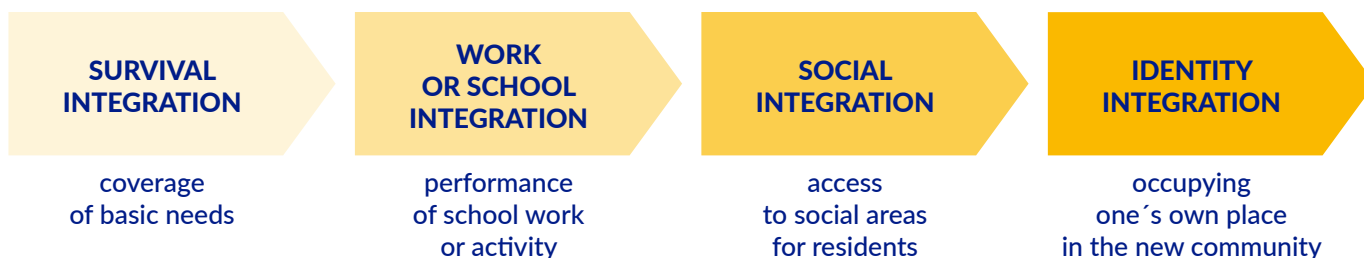 SURVIVAL
INTEGRATION
coverage
of basic needs
WORK
OR SCHOOL
INTEGRATION
performance
of school work
or activity
SOCIAL
INTEGRATION
access
to social areas
for residents
IDENTITY
INTEGRATION
occupying
one´s own place
in the new community